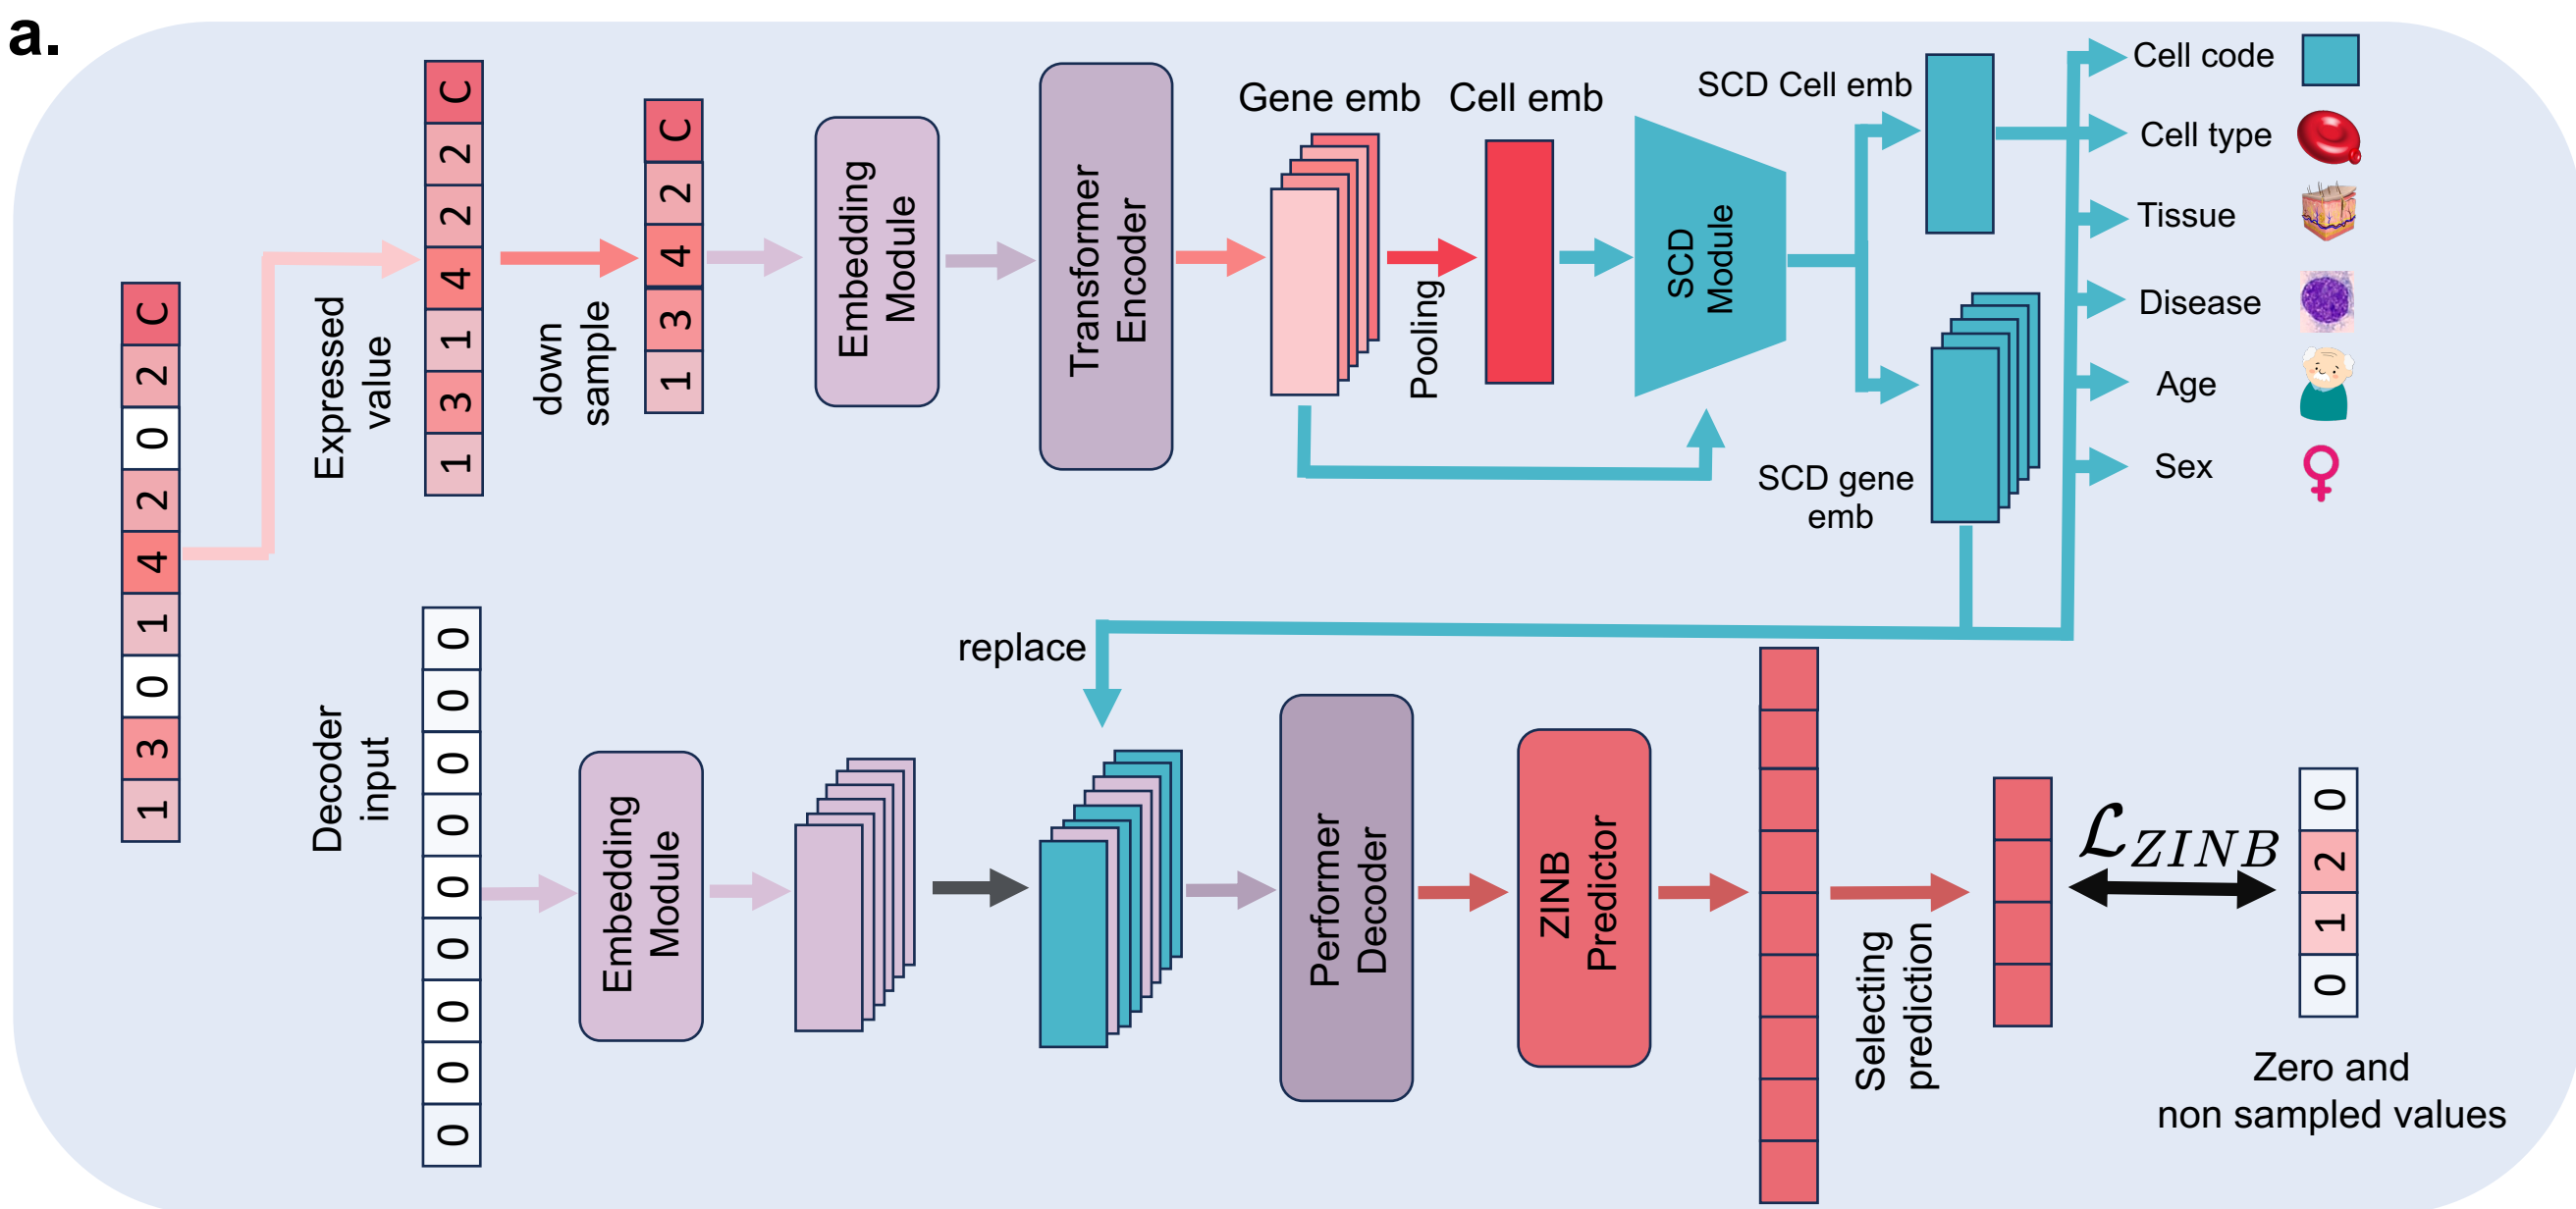 a.
C
2
0
2
4
1
0
3
1
Expressed
value
C
2
2
4
1
3
1
down
sample
C
2
4
3
1
Embedding
Module
Transformer
Encoder
Gene emb
Cell emb
Pooling
SCD
Module
SCD Cell emb
SCD gene
emb
Cell code
Cell type
Tissue
Disease
Age
Sex
Decoder
input
0
0
0
0
0
0
0
0
0
Embedding
Module
replace
Performer
Decoder
ZINB
Predictor
Selecting
prediction
ℒZINB
0
2
1
0
Zero and
non sampled values